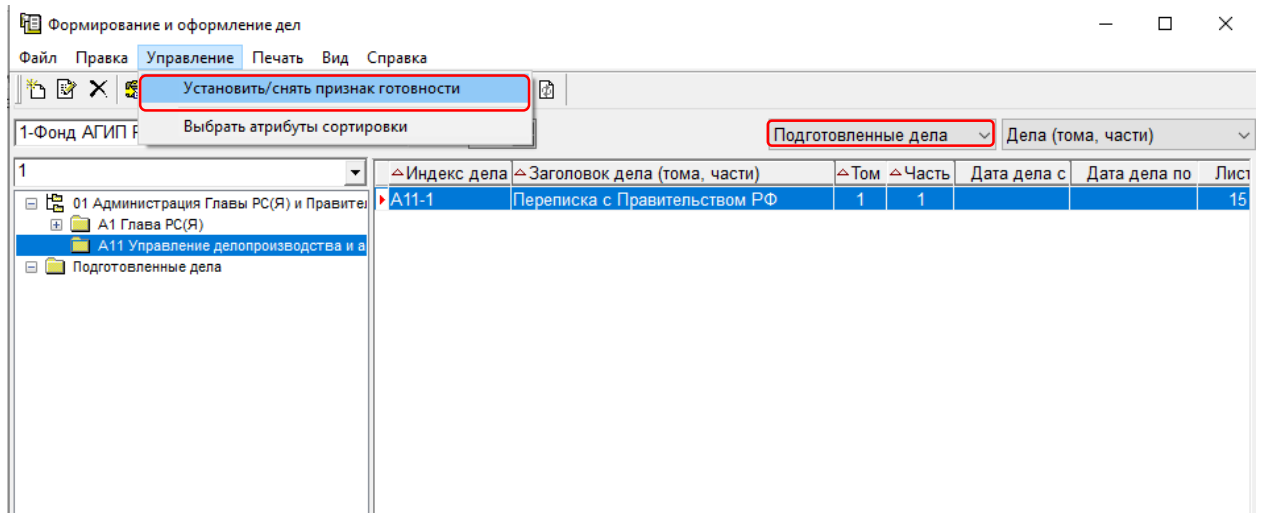 Формирование и оформление дел
Файл Правка Управление Печать Вид Справка
Установить/снять признак готовности
Выбрать атрибуты сортировки
1-Фонд АГИП
Подготовленные дела
Дела (тома, части)
1
Индекс дела Заголовок дела (тома, части) Том Часть Дата дела с Дата дела по Лист
01 Администрация Главы РС(Я) и Правител
А1 Глава РС(Я)
А11 Управление делопроизводства и а
Подготовленные дела
А11-1 Переписка с Правительством РФ 1 1 15